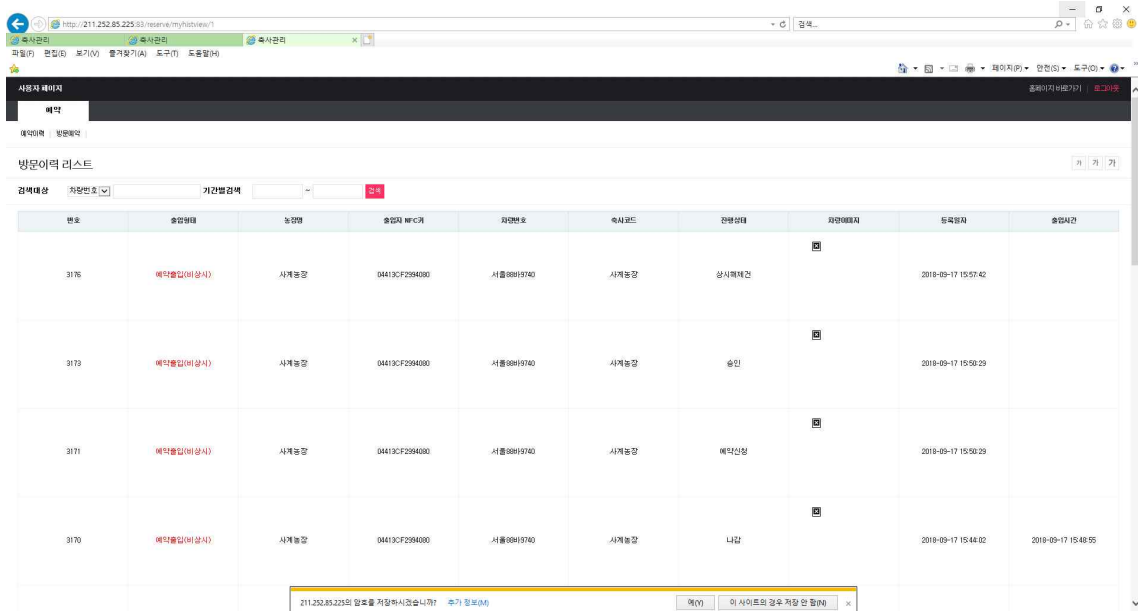 http://211.252.85.225:83/reserve/myhistview/1
검색...
축사관리 축사관리 축사관리
파일(F) 편집(E) 보기(V) 즐겨찾기(A) 도구(T) 도움말(H)
페이지(P) 안전(S) 도구(O)
사용자 페이지 홈페이지 바로가기 | 로그아웃
예약
예약이력 | 방문예약
방문이력 리스트 가 가 가
검색대상 차량번호 기간별검색 ~ 검색
번호 출입형태 농장명 출입자 NFC키 차량번호 축사코드 진행상태 차량이미지 등록일자 출입시간
3176 예약출입(비상시) 사계농장 04413CF2994080 서울88바9740 사계농장 상시해제건 2018-09-17 15:57:42
3173 예약출입(비상시) 사계농장 04413CF2994080 서울88바9740 사계농장 승인 2018-09-17 15:50:29
3171 예약출입(비상시) 사계농장 04413CF2994080 서울88바9740 사계농장 예약신청 2018-09-17 15:50:29
3170 예약출입(비상시) 사계농장 04413CF2994080 서울88바9740 사계농장 나감 2018-09-17 15:44:02 2018-09-17 15:48:55
211.252.85.225의 암호를 저장하시겠습니까? 추가 정보(M) 예(Y) 이 사이트의 경우 저장 안 함(N)